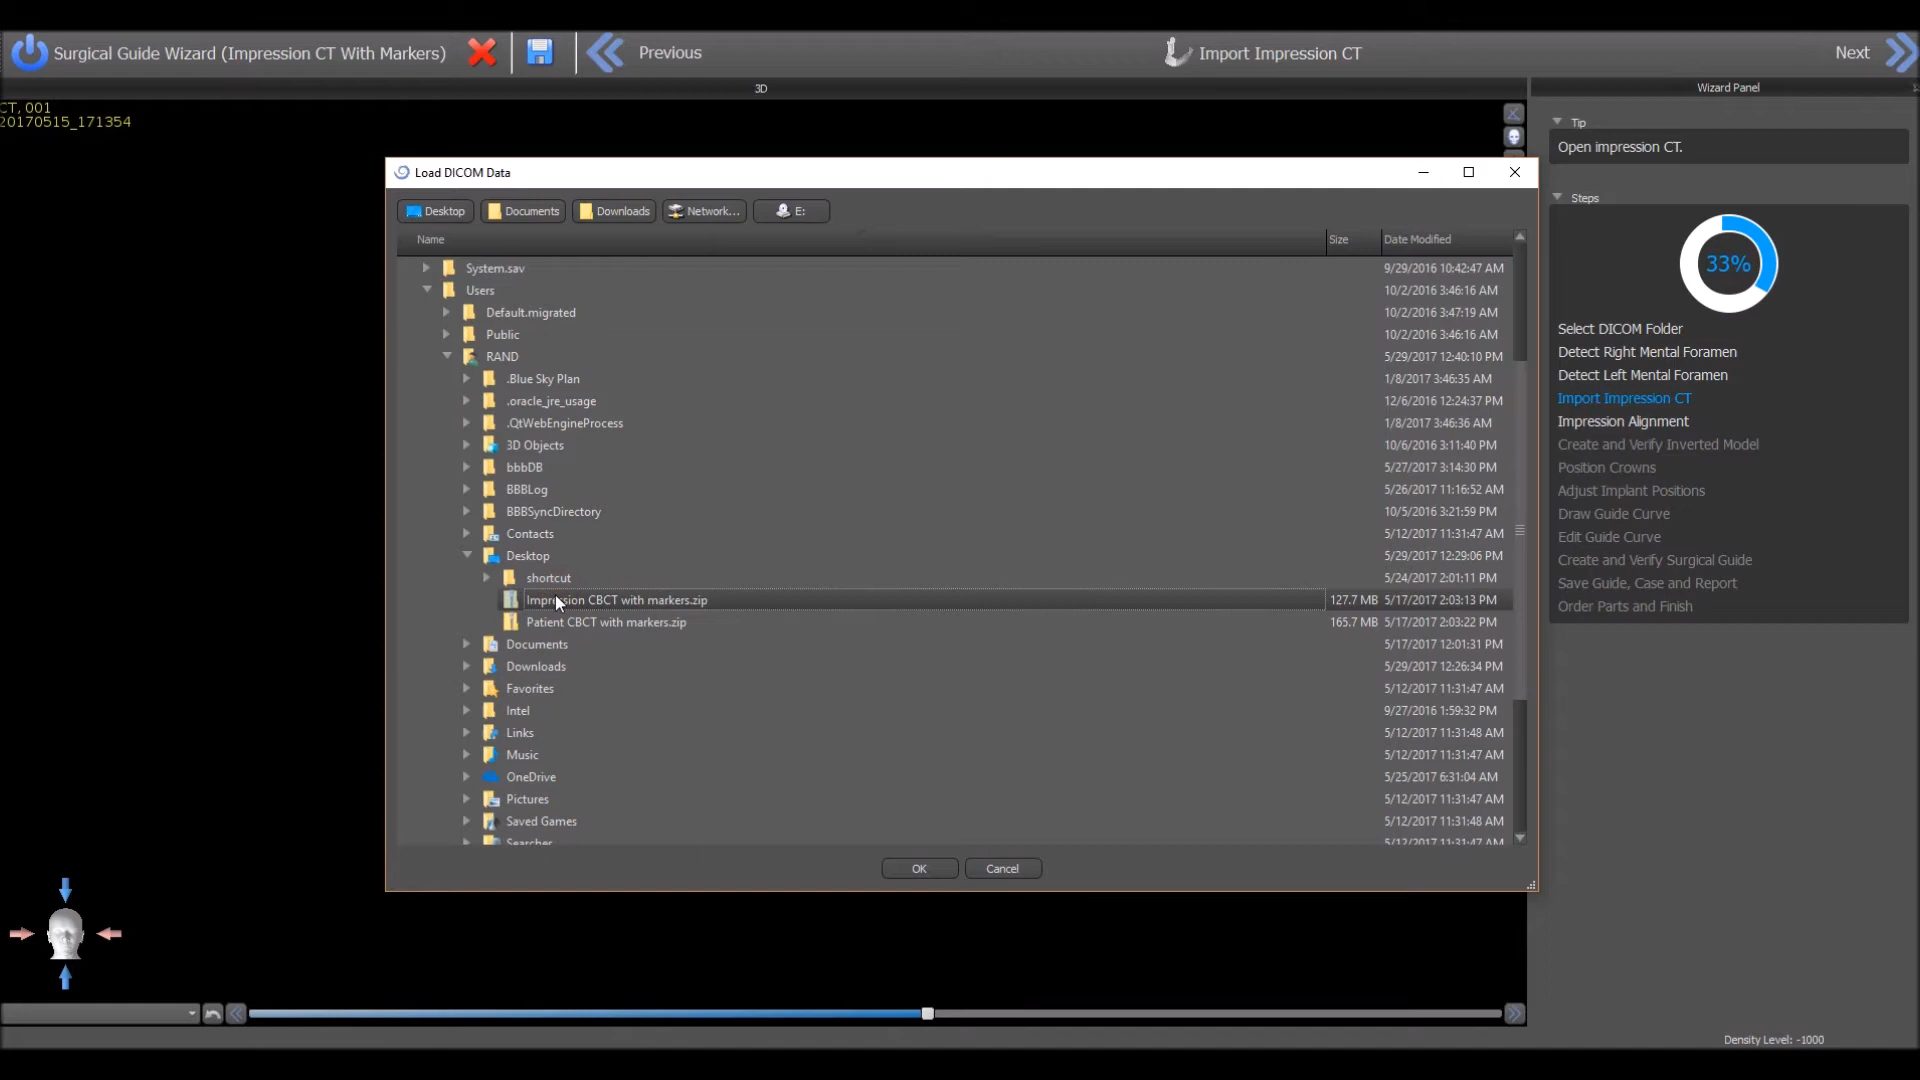 Surgical Guide Wizard (Impression CT With Markers)
Previous
Import Impression CT
Next
3D
Wizard Panel
CT, 001
20170515_171354
Tip
Open impression CT.
Load DICOM Data
Desktop
Documents
Downloads
Network...
E:
Steps
Name
Size
Date Modified
33%
System.sav 9/29/2016 10:42:47 AM
Users 10/2/2016 3:46:16 AM
Default.migrated 10/2/2016 3:47:19 AM
Public 10/2/2016 3:46:16 AM
RAND 5/29/2017 12:40:10 PM
.Blue Sky Plan 1/8/2017 3:46:35 AM
.oracle_jre_usage 12/6/2016 12:24:37 PM
.QtWebEngineProcess 1/8/2017 3:46:36 AM
3D Objects 10/6/2016 3:11:40 PM
bbbDB 5/27/2017 3:14:30 PM
BBBLog 5/26/2017 11:16:52 AM
BBBSyncDirectory 10/5/2016 3:21:59 PM
Contacts 5/12/2017 11:31:47 AM
Desktop 5/29/2017 12:29:06 PM
shortcut 5/24/2017 2:01:11 PM
Impression CBCT with markers.zip 127.7 MB 5/17/2017 2:03:13 PM
Patient CBCT with markers.zip 165.7 MB 5/17/2017 2:03:22 PM
Documents 5/17/2017 12:01:31 PM
Downloads 5/29/2017 12:26:34 PM
Favorites 5/12/2017 11:31:47 AM
Intel 9/27/2016 1:59:32 PM
Links 5/12/2017 11:31:48 AM
Music 5/12/2017 11:31:47 AM
OneDrive 5/25/2017 6:31:04 AM
Pictures 5/12/2017 11:31:47 AM
Saved Games 5/12/2017 11:31:48 AM
Searches 5/12/2017 11:31:47 AM
OK
Cancel
Select DICOM Folder
Detect Right Mental Foramen
Detect Left Mental Foramen
Import Impression CT
Impression Alignment
Create and Verify Inverted Model
Position Crowns
Adjust Implant Positions
Draw Guide Curve
Edit Guide Curve
Create and Verify Surgical Guide
Save Guide, Case and Report
Order Parts and Finish
Density Level: -1000